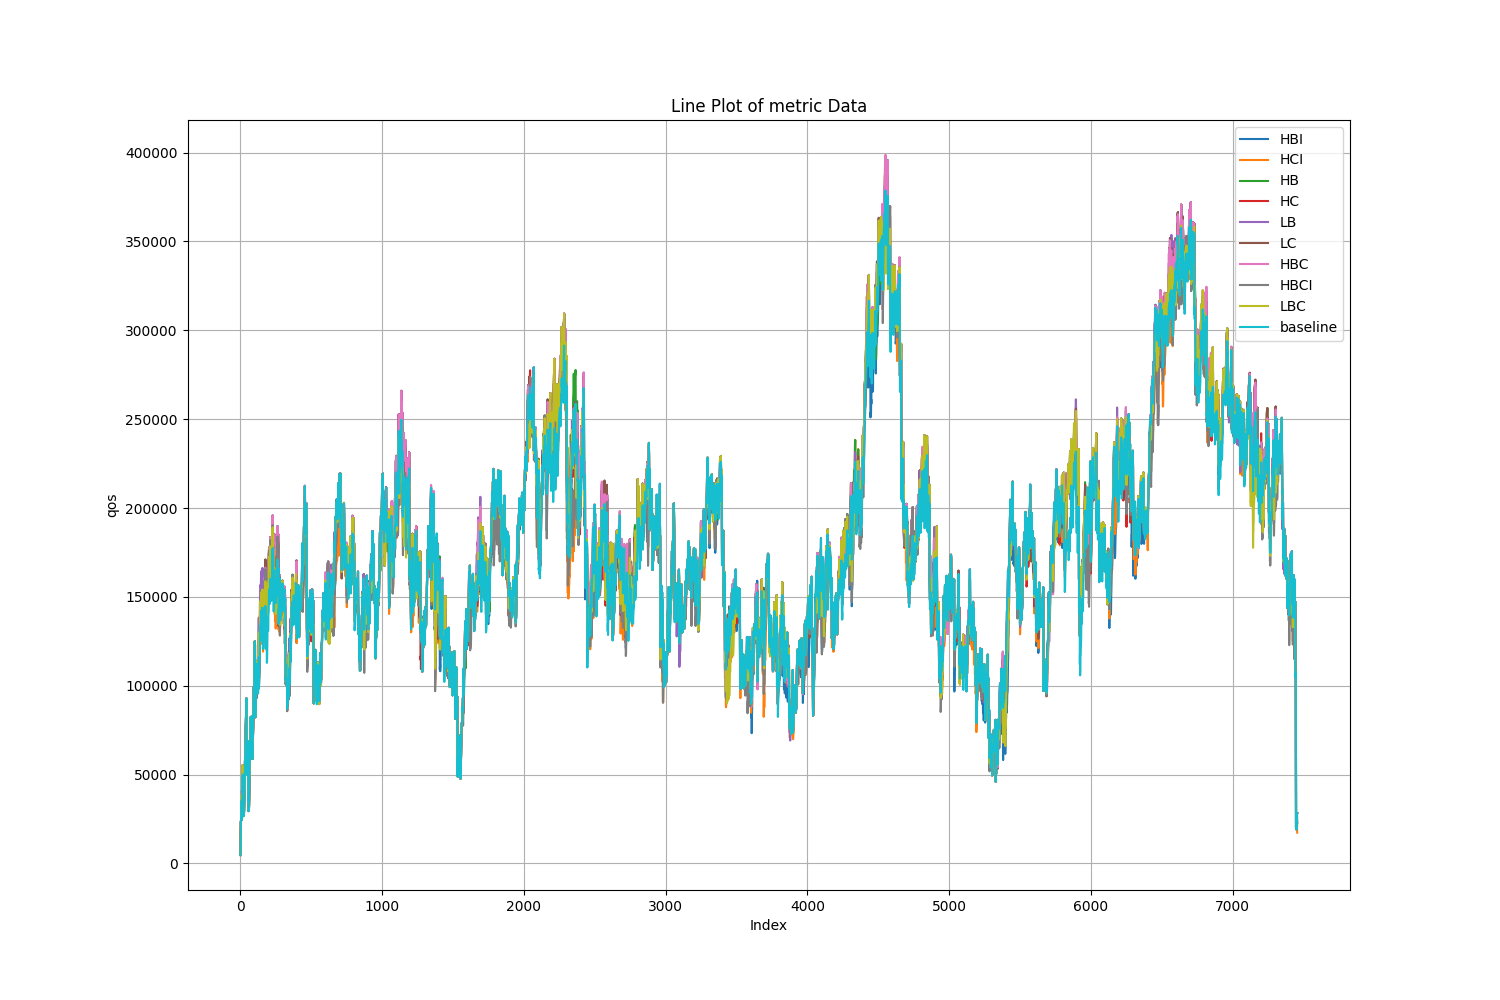 Line Plot of metric Data
400000
350000
300000
250000
200000
150000
100000
50000
0
qos
0 1000 2000 3000 4000 5000 6000 7000
Index
HBI
HCI
HB
HC
LB
LC
HBC
HBCI
LBC
baseline